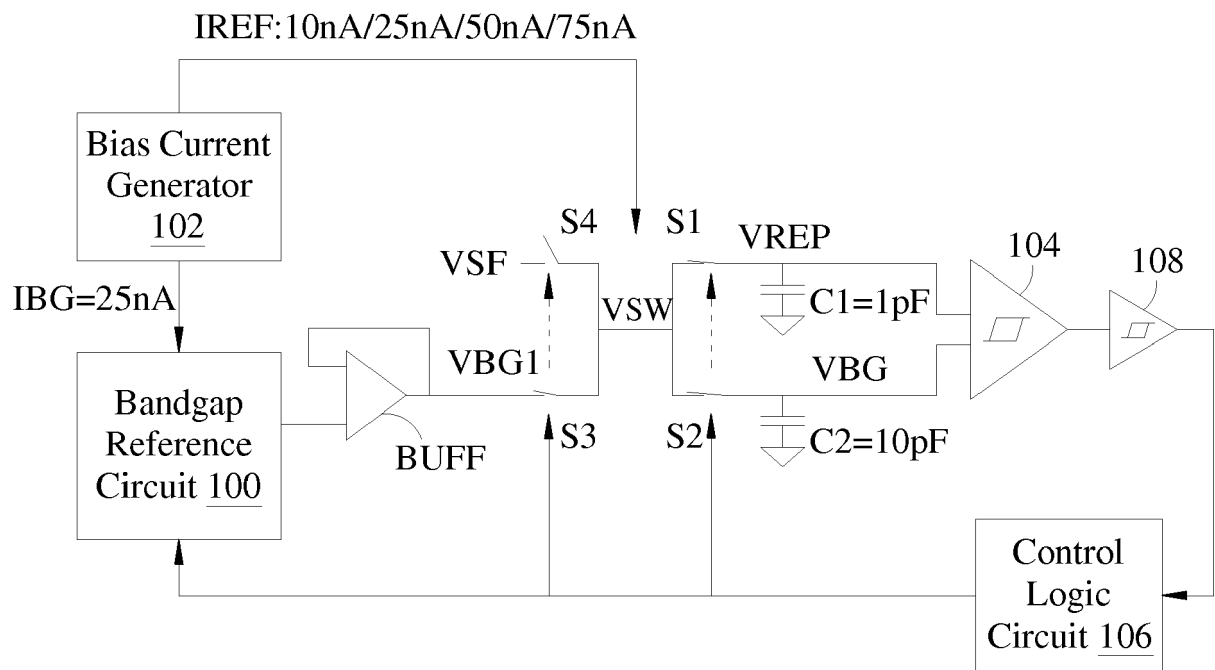 IREF:10nA/25nA/50nA/75nA
Bias Current
Generator
102
IBG=25nA
Bandgap
Reference
Circuit 100
BUFF
VBG1
VSF
S4
S3
VSW
S1
S2
VREP
C1=1pF
VBG
C2=10pF
104
108
Control
Logic
Circuit 106